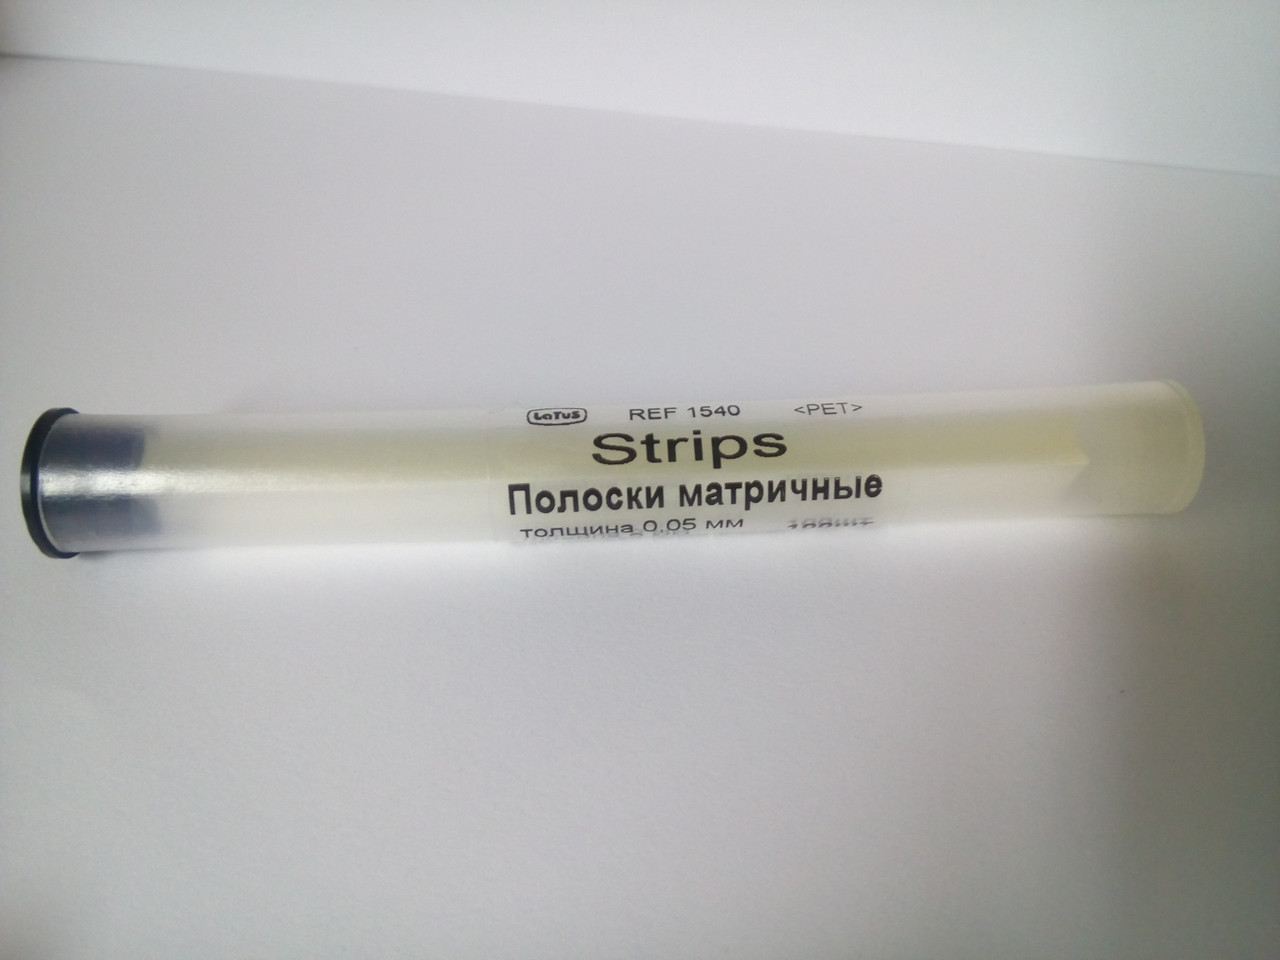 LaTuS REF 1540 <PET>
Strips
Полоски матричные
толщина 0,05 мм